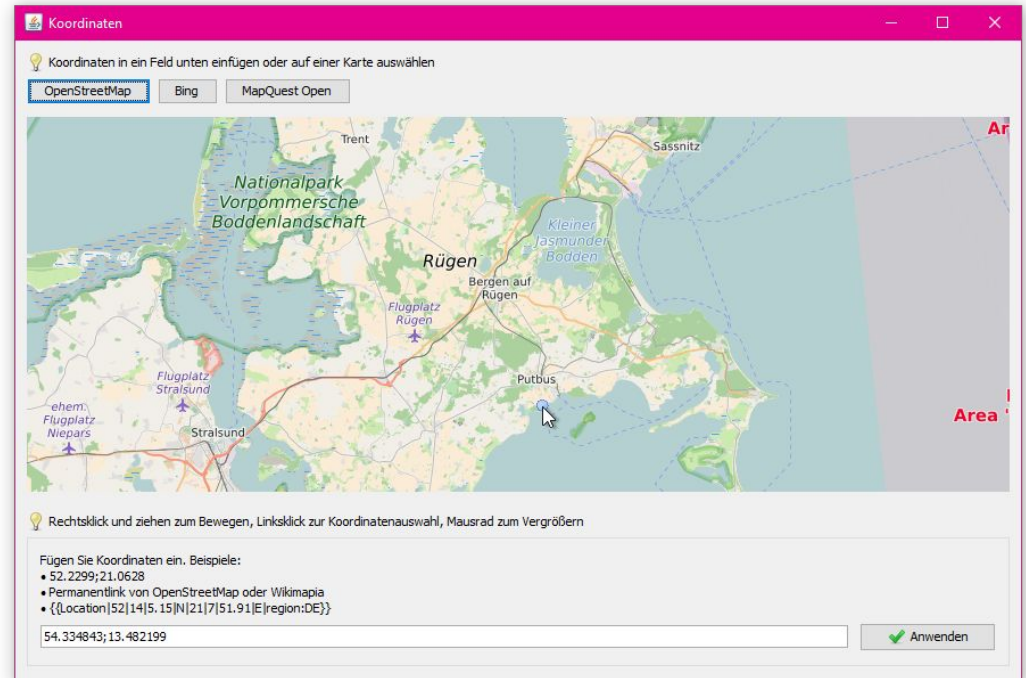 Koordinaten
Koordinaten in ein Feld unten einfügen oder auf einer Karte auswählen
OpenStreetMap
Bing
MapQuest Open
Trent
Sassnitz
Ar
Nationalpark
Vorpommersche
Boddenlandschaft
Kleiner
Jasmunder
Bodden
Rügen
Bergen auf
Rügen
Flugplatz
Rügen
Flugplatz
Stralsund
Putbus
ehem.
Flugplatz
Niepars
Stralsund
Area '
Rechtsklick und ziehen zum Bewegen, Linksklick zur Koordinatenauswahl, Mausrad zum Vergrößern
Fügen Sie Koordinaten ein. Beispiele:
• 52.2299;21.0628
• Permanentlink von OpenStreetMap oder Wikimapia
• {{Location|52|14|5.15|N|21|7|51.91|E|region:DE}}
54.334843;13.482199
Anwenden